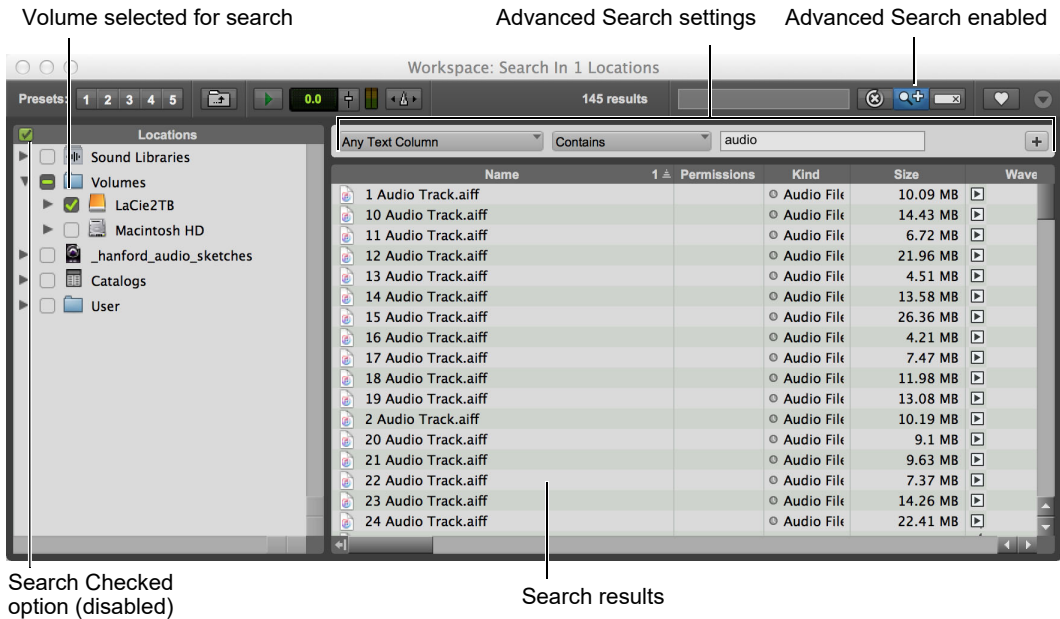 Volume selected for search
Advanced Search settings
Advanced Search enabled
Workspace: Search In 1 Locations
Presets: 1 2 3 4 5
0.0
145 results
Locations
Sound Libraries
Volumes
LaCie2TB
Macintosh HD
_hanford_audio_sketches
Catalogs
User
Any Text Column Contains audio
Name 1 Permissions Kind Size Wave
1 Audio Track.aiff Audio File 10.09 MB
10 Audio Track.aiff Audio File 14.43 MB
11 Audio Track.aiff Audio File 6.72 MB
12 Audio Track.aiff Audio File 21.96 MB
13 Audio Track.aiff Audio File 4.51 MB
14 Audio Track.aiff Audio File 13.58 MB
15 Audio Track.aiff Audio File 26.36 MB
16 Audio Track.aiff Audio File 4.21 MB
17 Audio Track.aiff Audio File 7.47 MB
18 Audio Track.aiff Audio File 11.98 MB
19 Audio Track.aiff Audio File 13.08 MB
2 Audio Track.aiff Audio File 10.19 MB
20 Audio Track.aiff Audio File 9.1 MB
21 Audio Track.aiff Audio File 9.63 MB
22 Audio Track.aiff Audio File 7.37 MB
23 Audio Track.aiff Audio File 14.26 MB
24 Audio Track.aiff Audio File 22.41 MB
Search Checked
option (disabled)
Search results